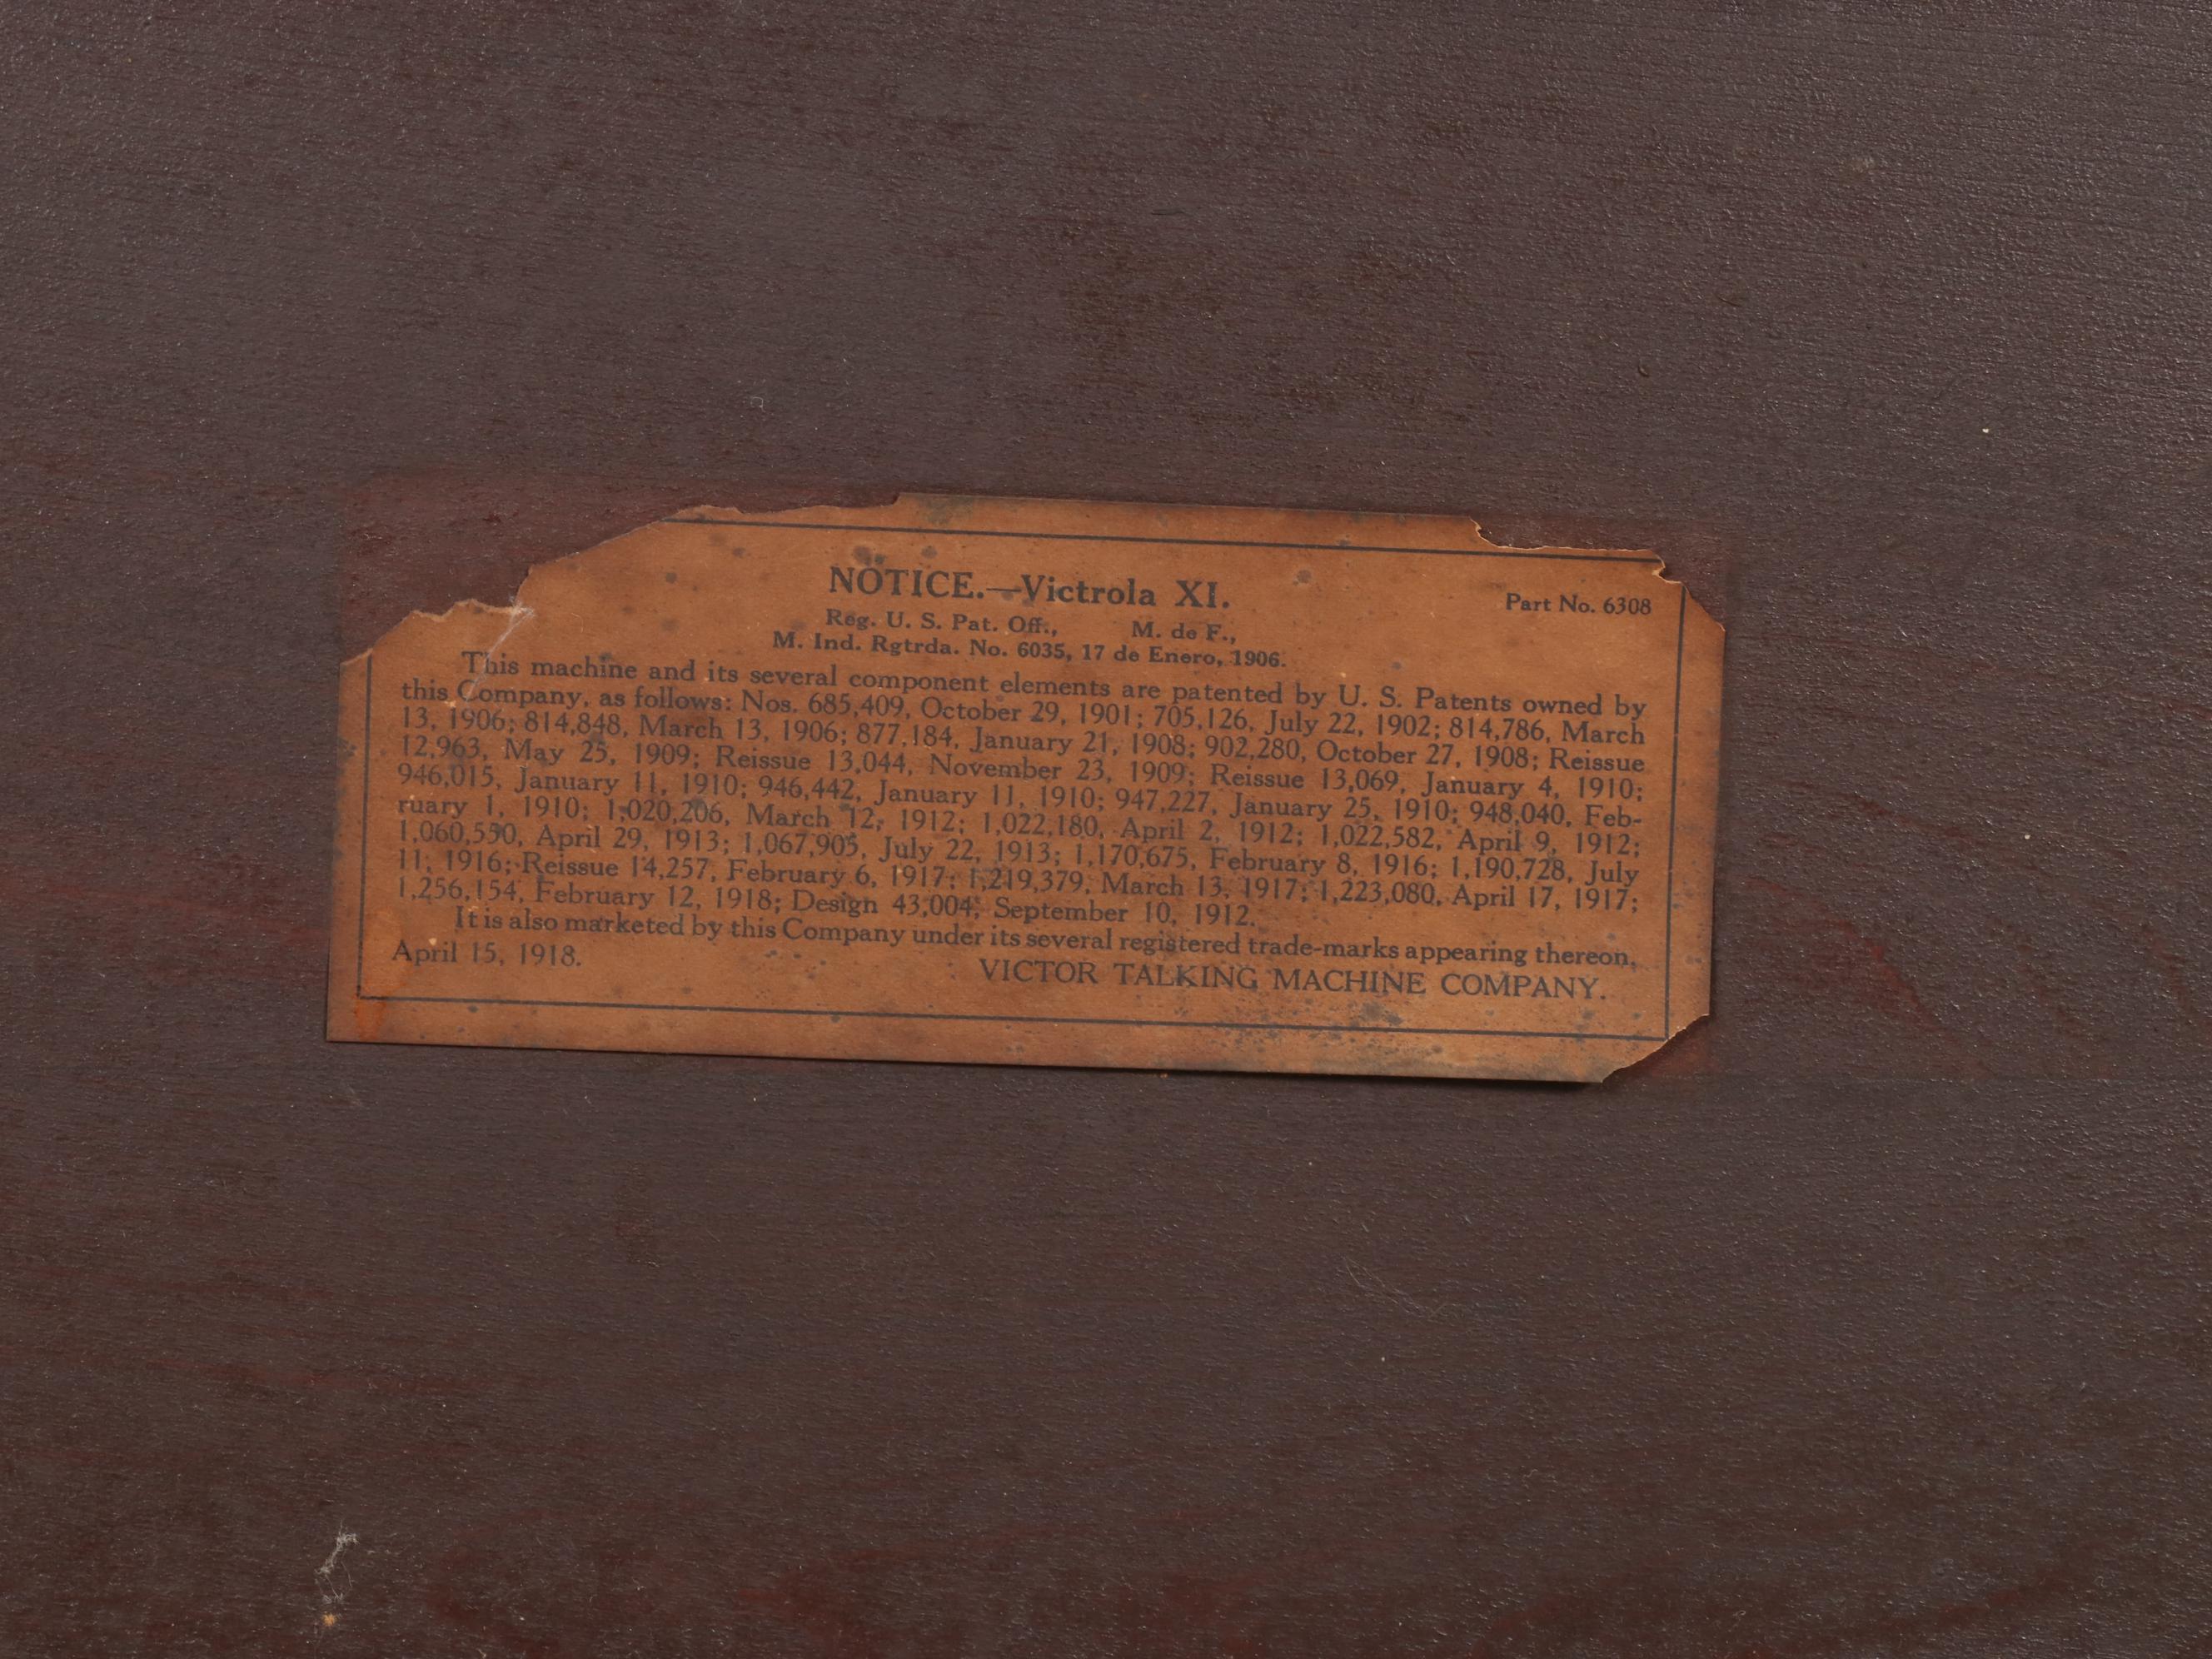 NOTICE.—Victrola XI.
Part No. 6308
Reg. U. S. Pat. Off., M. de F.,
M. Ind. Rgtrda. No. 6035, 17 de Enero, 1906.
This machine and its several component elements are patented by U. S. Patents owned by
this Company, as follows: Nos. 685,409, October 29, 1901; 705,126, July 22, 1902; 814,786, March
13, 1906; 814,848, March 13, 1906; 877,184, January 21, 1908; 902,280, October 27, 1908; Reissue
12,963, May 25, 1909; Reissue 13,044, November 23, 1909; Reissue 13,069, January 4, 1910;
946,015, January 11, 1910; 946,442, January 11, 1910; 947,227, January 25, 1910; 948,040, Feb-
ruary 1, 1910; 1,020,206, March 12, 1912; 1,022,180, April 2, 1912; 1,022,582, April 9, 1912;
1,060,550, April 29, 1913; 1,067,905, July 22, 1913; 1,170,675, February 8, 1916; 1,190,728, July
11, 1916; Reissue 14,257, February 6, 1917; 1,219,379, March 13, 1917; 1,223,080, April 17, 1917;
1,256,154, February 12, 1918; Design 43,004, September 10, 1912.
It is also marketed by this Company under its several registered trade-marks appearing thereon.
April 15, 1918.
VICTOR TALKING MACHINE COMPANY.